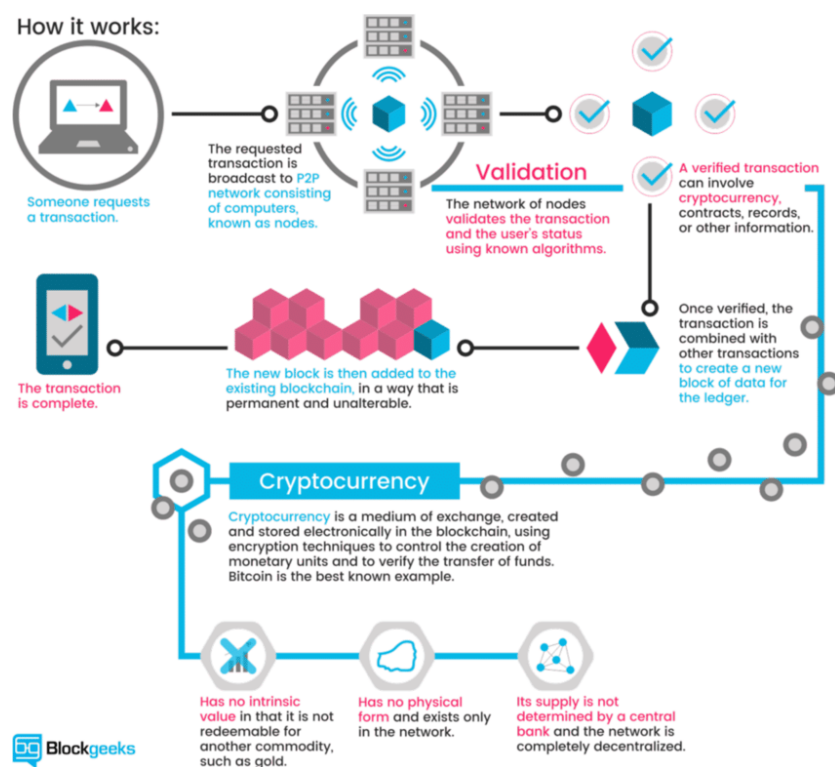 How it works:
Someone requests
a transaction.
The requested
transaction is
broadcast to P2P
network consisting
of computers,
known as nodes.
Validation
The network of nodes
validates the transaction
and the user's status
using known algorithms.
A verified transaction
can involve
cryptocurrency,
contracts, records,
or other information.
Once verified, the
transaction is
combined with
other transactions
to create a new
block of data for
the ledger.
The new block is then added to the
existing blockchain, in a way that is
permanent and unalterable.
The transaction
is complete.
Cryptocurrency
Cryptocurrency is a medium of exchange, created
and stored electronically in the blockchain, using
encryption techniques to control the creation of
monetary units and to verify the transfer of funds.
Bitcoin is the best known example.
Has no intrinsic
value in that it is not
redeemable for
another commodity,
such as gold.
Has no physical
form and exists only
in the network.
Its supply is not
determined by a central
bank and the network is
completely decentralized.
Blockgeeks